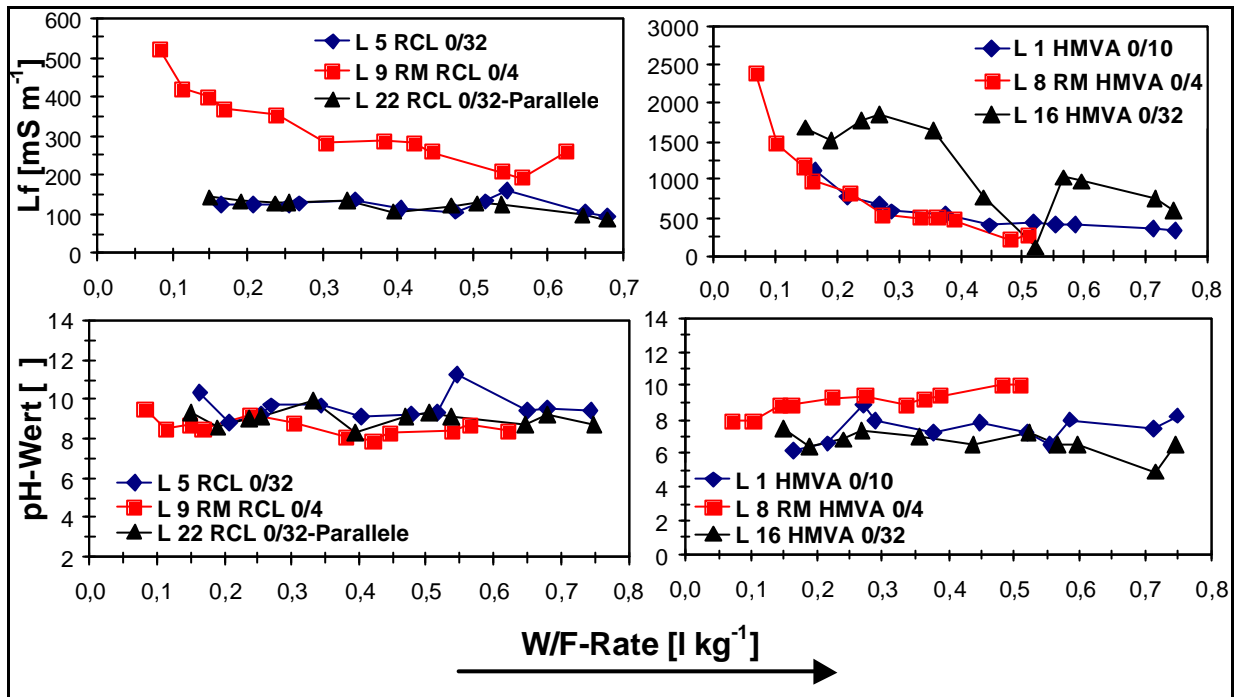 Lf [mS m-1]
600
500
400
300
200
100
0
L 5 RCL 0/32
L 9 RM RCL 0/4
L 22 RCL 0/32-Parallele
0,0 0,1 0,2 0,3 0,4 0,5 0,6 0,7
3000
2500
2000
1500
1000
500
0
L 1 HMVA 0/10
L 8 RM HMVA 0/4
L 16 HMVA 0/32
0,0 0,1 0,2 0,3 0,4 0,5 0,6 0,7 0,8
pH-Wert [ ]
14
12
10
8
6
4
2
L 5 RCL 0/32
L 9 RM RCL 0/4
L 22 RCL 0/32-Parallele
0,0 0,1 0,2 0,3 0,4 0,5 0,6 0,7 0,8
14
12
10
8
6
4
2
0
L 1 HMVA 0/10
L 8 RM HMVA 0/4
L 16 HMVA 0/32
0,0 0,1 0,2 0,3 0,4 0,5 0,6 0,7 0,8
W/F-Rate [l kg-1]